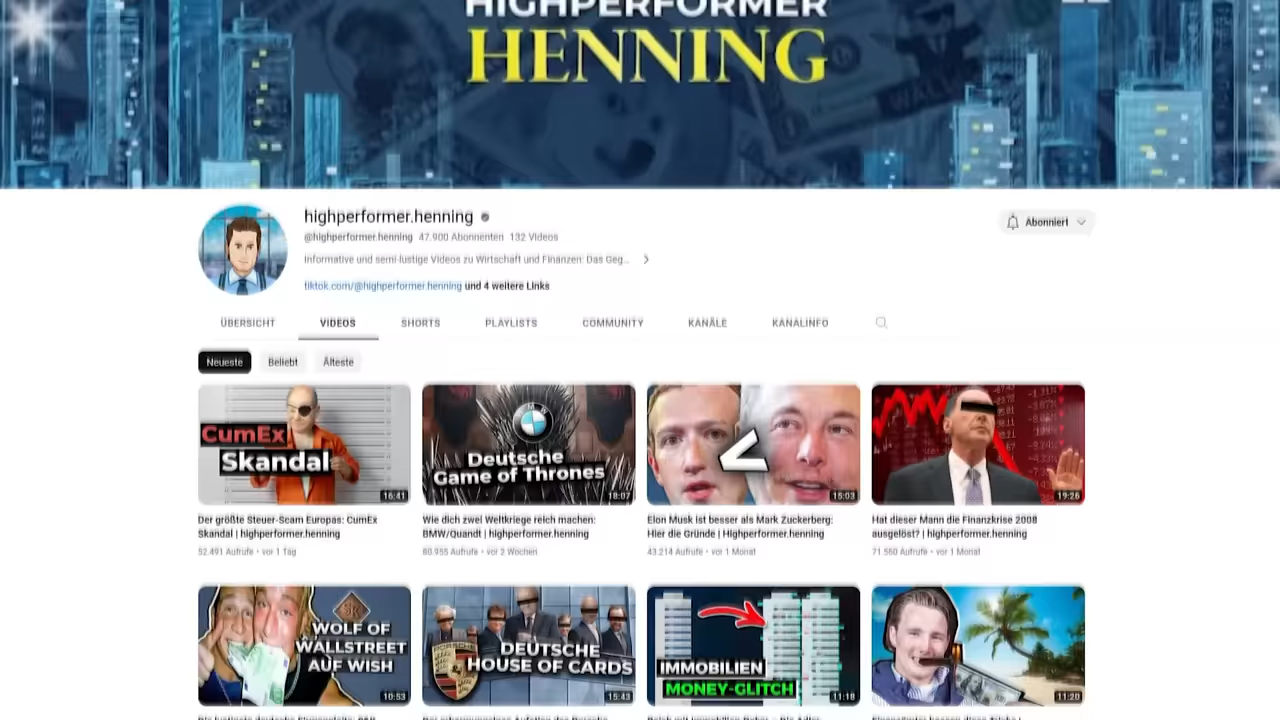 HIGHPERFORMER
HENNING
highperformer.henning
@highperformer.henning 47.900 Abonnenten 132 Videos
Informative und semi-lustige Videos zu Wirtschaft und Finanzen: Das Geg...
tiktok.com/@highperformer.henning und 4 weitere Links
Abonniert
ÜBERSICHT VIDEOS SHORTS PLAYLISTS COMMUNITY KANÄLE KANALINFO
Neueste Beliebt Älteste
CumEx
Skandal
16:41
Deutsche
Game of Thrones
18:07
<
15:03
19:26
Der größte Steuer-Scam Europas: CumEx
Skandal | highperformer.henning
52.491 Aufrufe • vor 1 Tag
Wie dich zwei Weltkriege reich machen:
BMW/Quandt | highperformer.henning
60.955 Aufrufe • vor 2 Wochen
Elon Musk ist besser als Mark Zuckerberg:
Hier die Gründe | Highperformer.henning
43.214 Aufrufe • vor 1 Monat
Hat dieser Mann die Finanzkrise 2008
ausgelöst? | highperformer.henning
71.560 Aufrufe • vor 1 Monat
WOLF OF
WALLSTREET
AUF WISH
10:53
DEUTSCHE
HOUSE OF CARDS
PORSCHE
15:43
IMMOBILIEN
MONEY-GLITCH
11:18
11:20